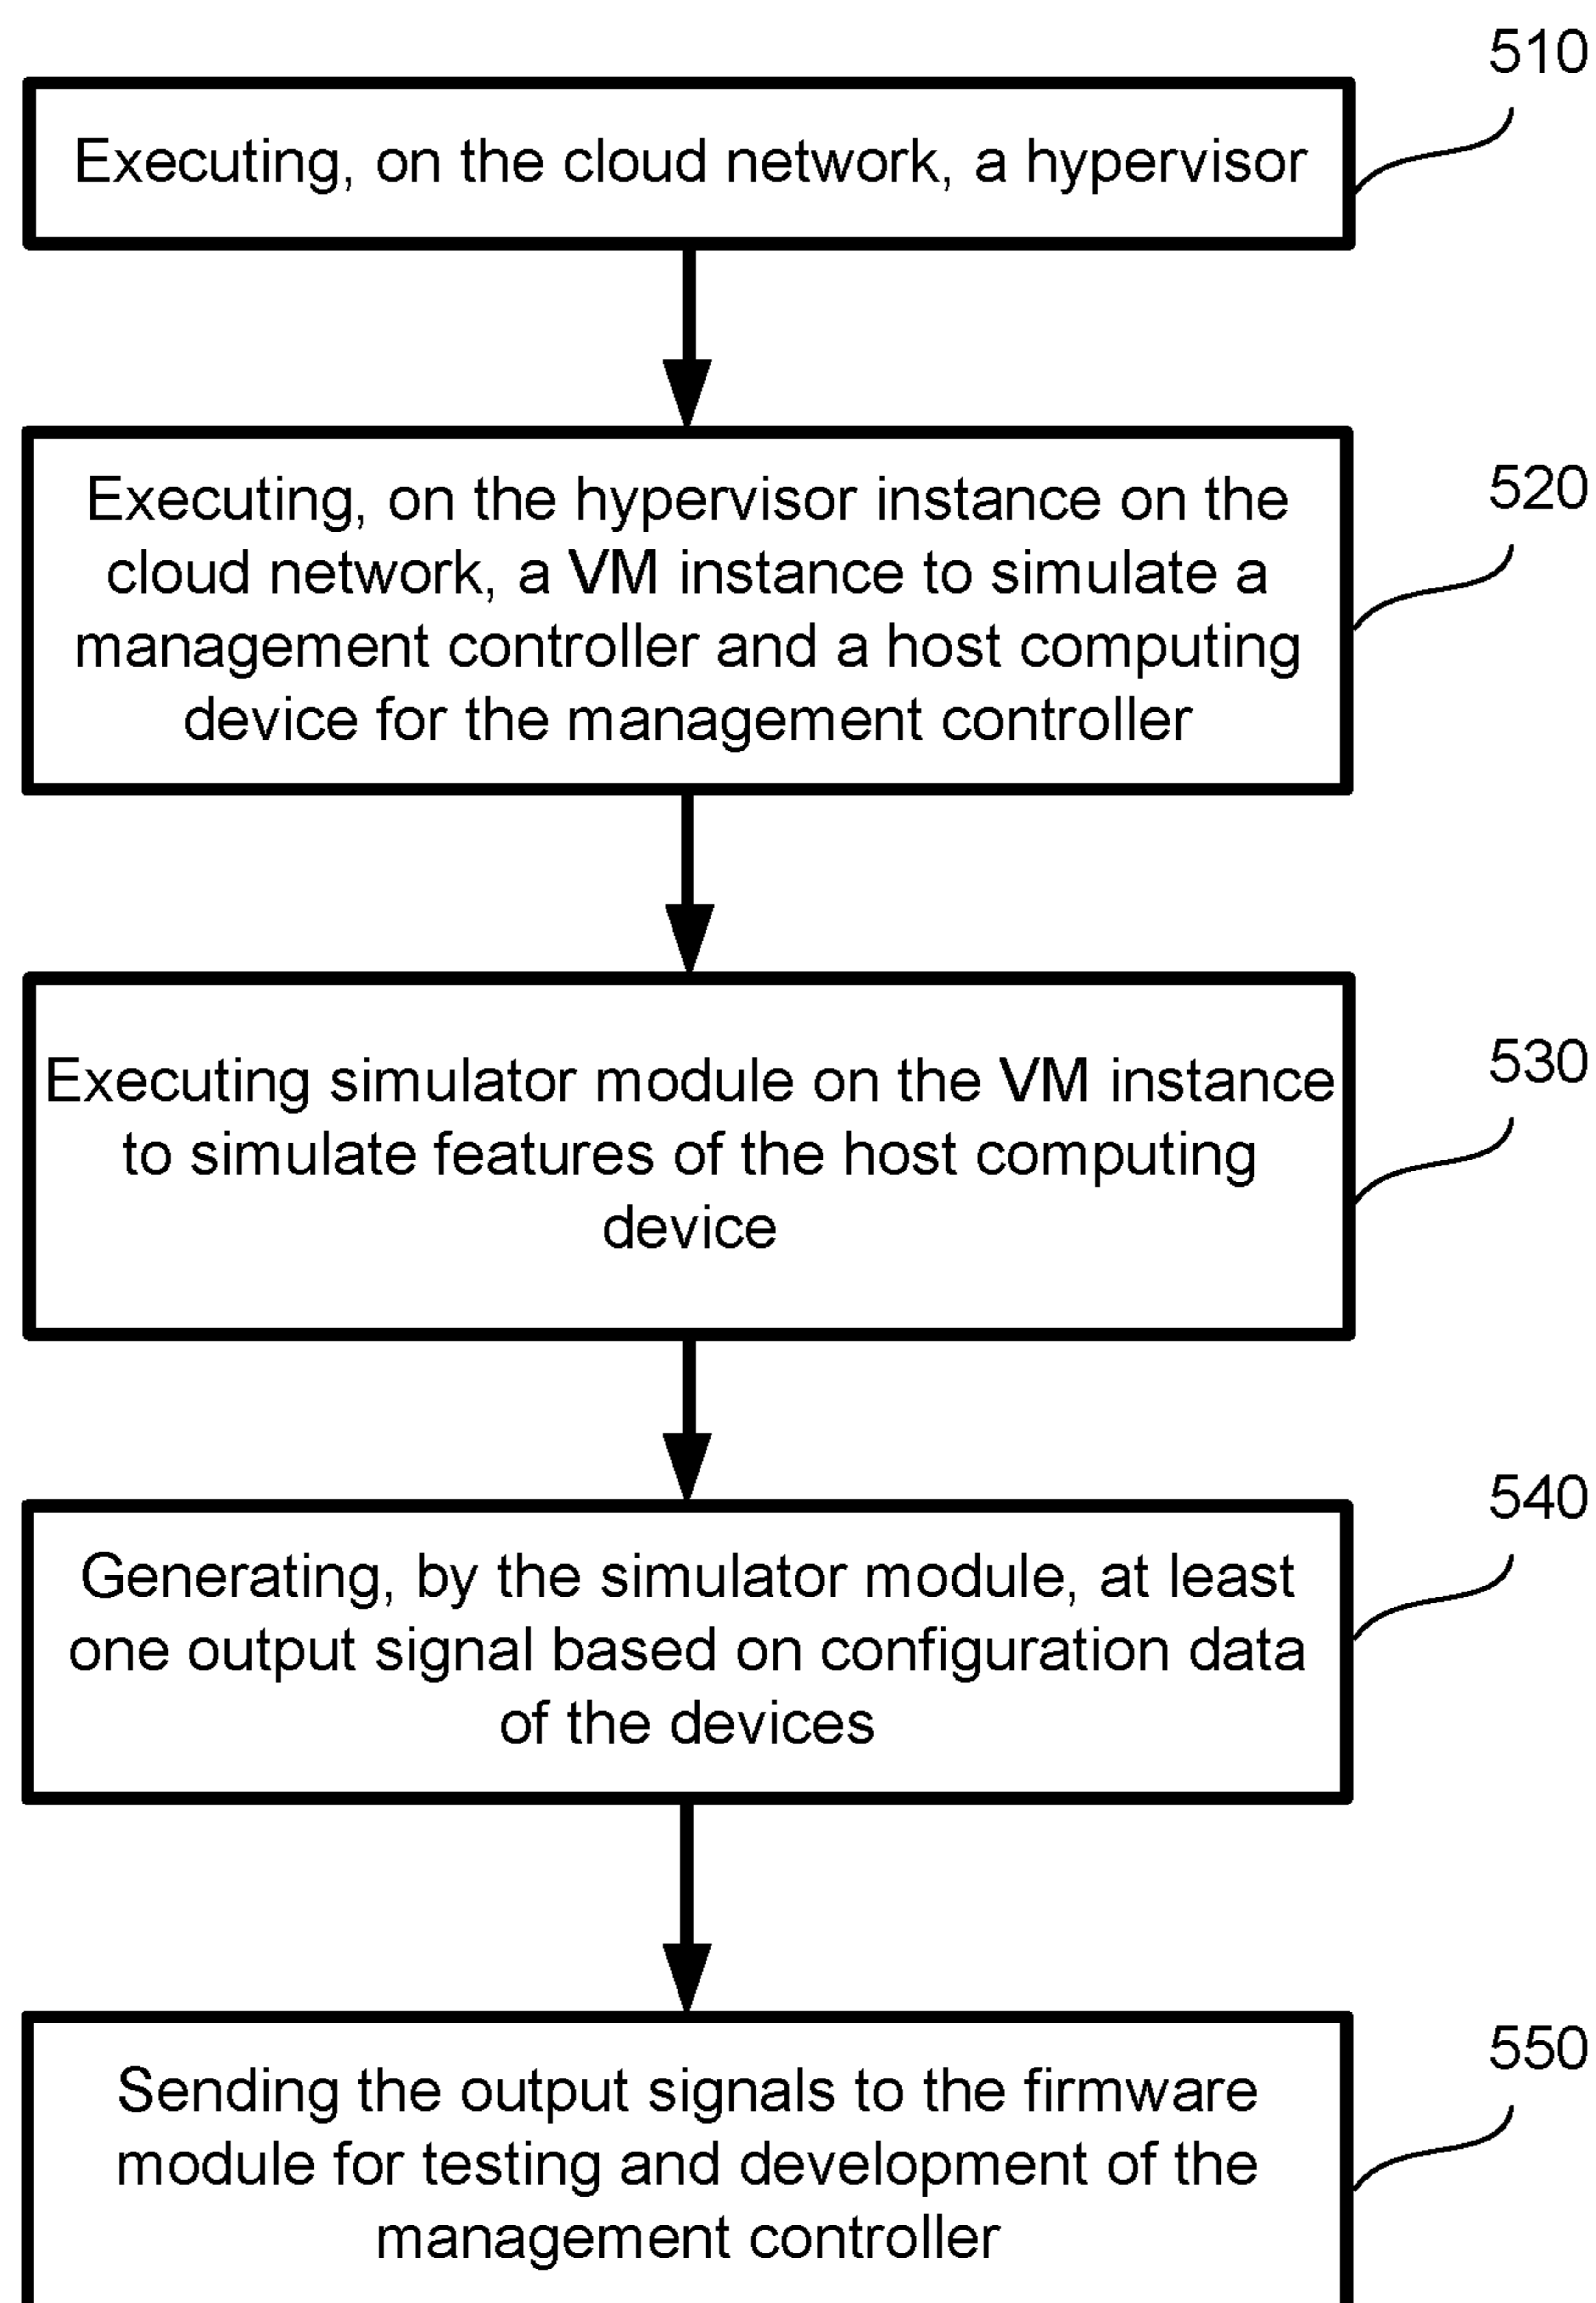 510
Executing, on the cloud network, a hypervisor
520
Executing, on the hypervisor instance on the
cloud network, a VM instance to simulate a
management controller and a host computing
device for the management controller
530
Executing simulator module on the VM instance
to simulate features of the host computing
device
540
Generating, by the simulator module, at least
one output signal based on configuration data
of the devices
550
Sending the output signals to the firmware
module for testing and development of the
management controller